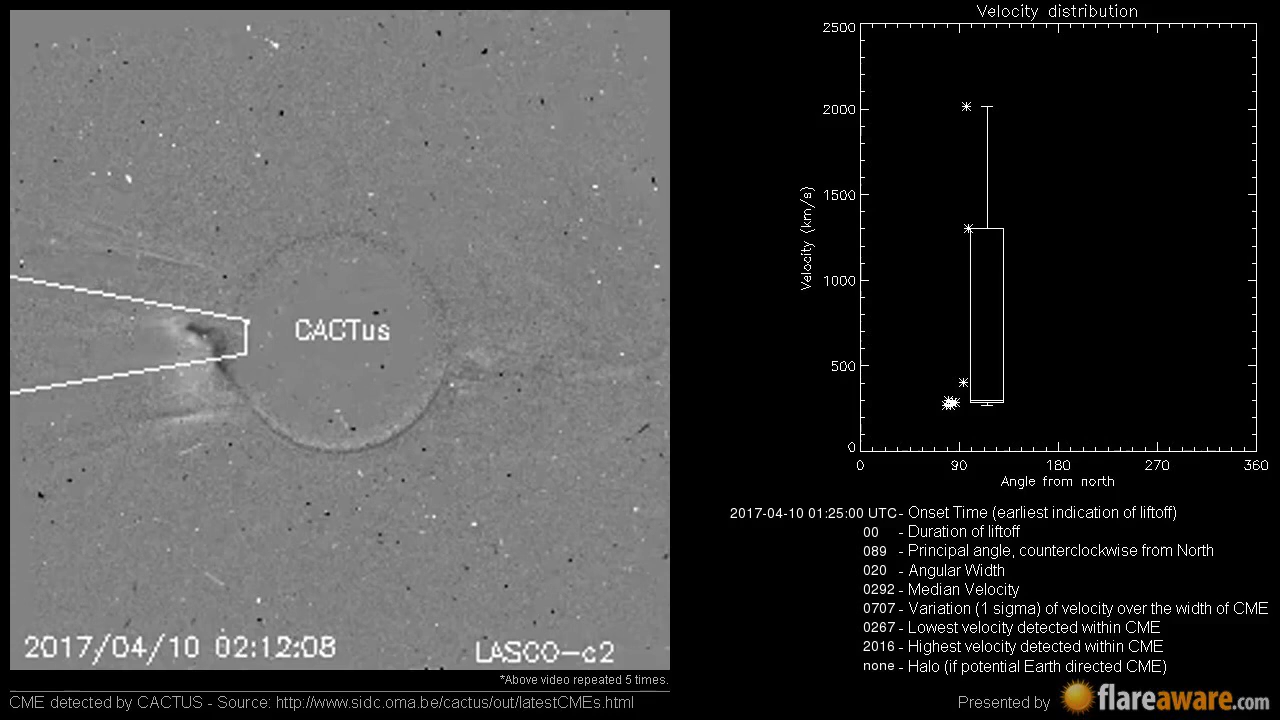 CACTus
2017/04/10 02:12:08
LASCO-c2
*Above video repeated 5 times.
CME detected by CACTUS - Source: http://www.sidc.oma.be/cactus/out/latestCMEs.html
Velocity distribution
Velocity (km/s)
2500
2000
1500
1000
500
0
0 90 180 270 360
Angle from north
2017-04-10 01:25:00 UTC - Onset Time (earliest indication of liftoff)
00 - Duration of liftoff
089 - Principal angle, counterclockwise from North
020 - Angular Width
0292 - Median Velocity
0707 - Variation (1 sigma) of velocity over the width of CME
0267 - Lowest velocity detected within CME
2016 - Highest velocity detected within CME
none - Halo (if potential Earth directed CME)
Presented by flareaware.com